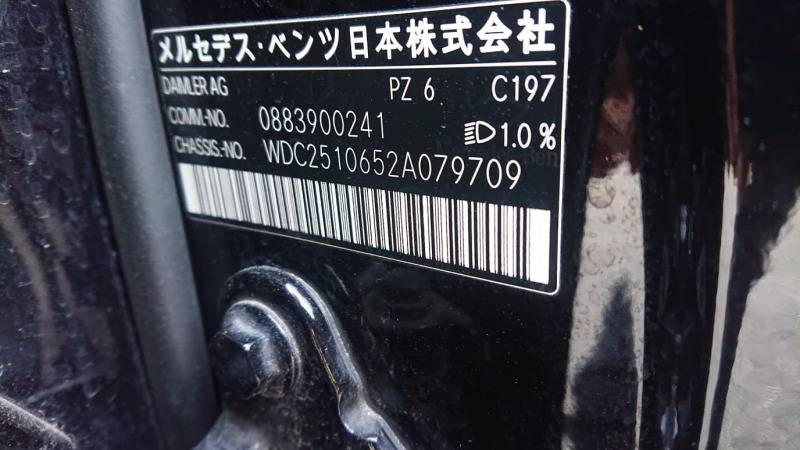 メルセデス・ベンツ日本株式会社
DAIMLER AG PZ 6 C197
COMM.-NO. 0883900241 1.0 %
CHASSIS.-NO. WDC2510652A079709